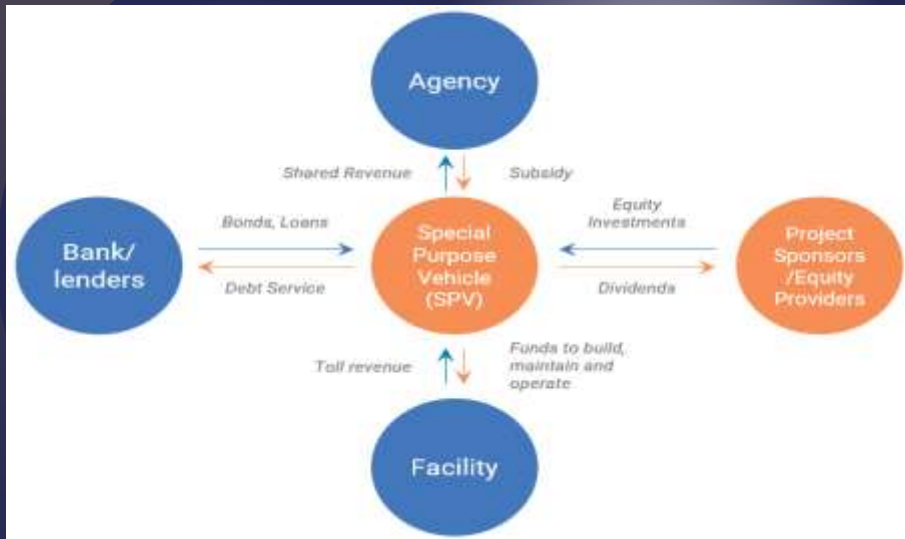 Agency
Shared Revenue
Subsidy
Bank/
lenders
Bonds, Loans
Debt Service
Special
Purpose
Vehicle
(SPV)
Equity
Investments
Dividends
Project
Sponsors
/Equity
Providers
Toll revenue
Funds to build,
maintain and
operate
Facility